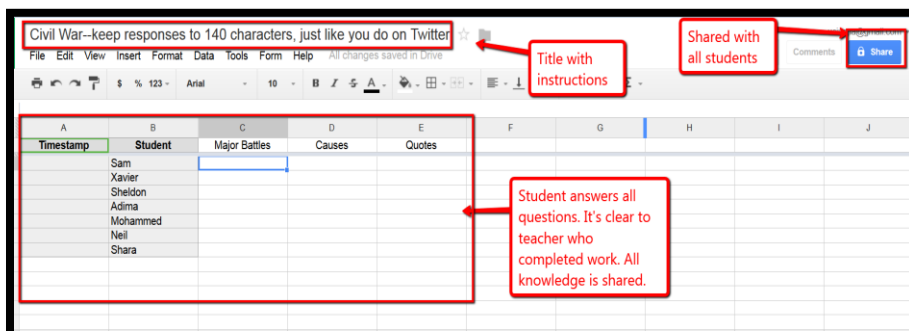 Civil War--keep responses to 140 characters, just like you do on Twitter
@gmail.com
File Edit View Insert Format Data Tools Form Help All changes saved in Drive
Comments
Share
$ % 123 Arial 10 B I S A
Title with
instructions
Shared with
all students
A B C D E F G H I J
Timestamp Student Major Battles Causes Quotes
Sam
Xavier
Sheldon
Adima
Mohammed
Neil
Shara
Student answers all
questions. It's clear to
teacher who
completed work. All
knowledge is shared.